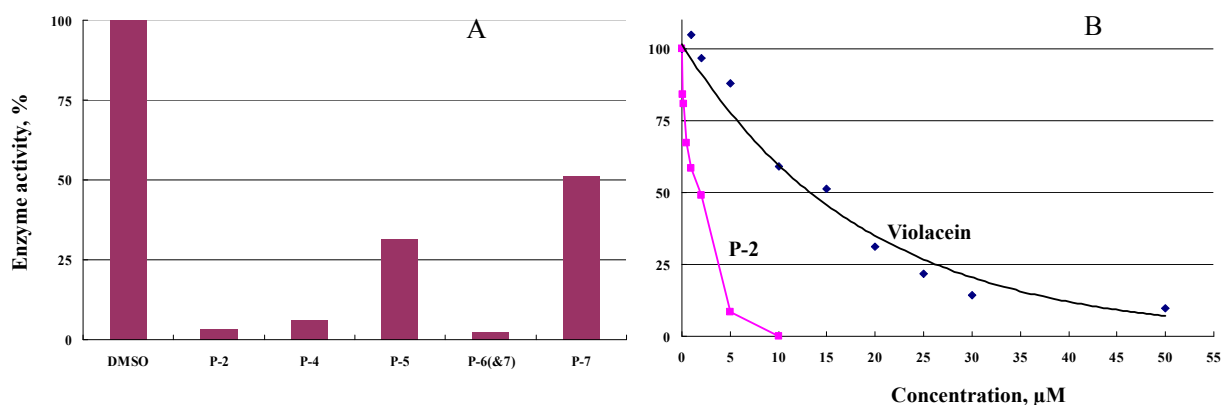 A
Enzyme activity, %
100
75
50
25
0
DMSO P-2 P-4 P-5 P-6(&7) P-7
B
100
75
50
25
0
Violacein
P-2
0 5 10 15 20 25 30 35 40 45 50 55
Concentration, µM